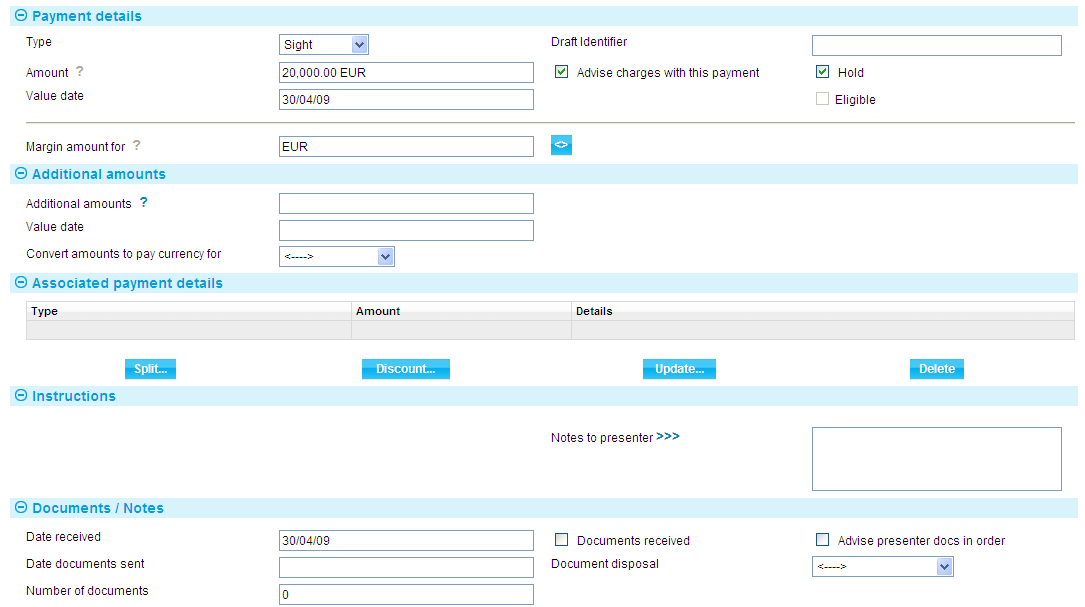 Payment details
Type Sight Draft Identifier
Amount ? 20,000.00 EUR Advise charges with this payment Hold
Value date 30/04/09 Eligible
Margin amount for ? EUR <>
Additional amounts
Additional amounts ?
Value date
Convert amounts to pay currency for <---->
Associated payment details
Type Amount Details
Split... Discount... Update... Delete
Instructions
Notes to presenter >>>
Documents / Notes
Date received 30/04/09 Documents received Advise presenter docs in order
Date documents sent Document disposal <---->
Number of documents 0